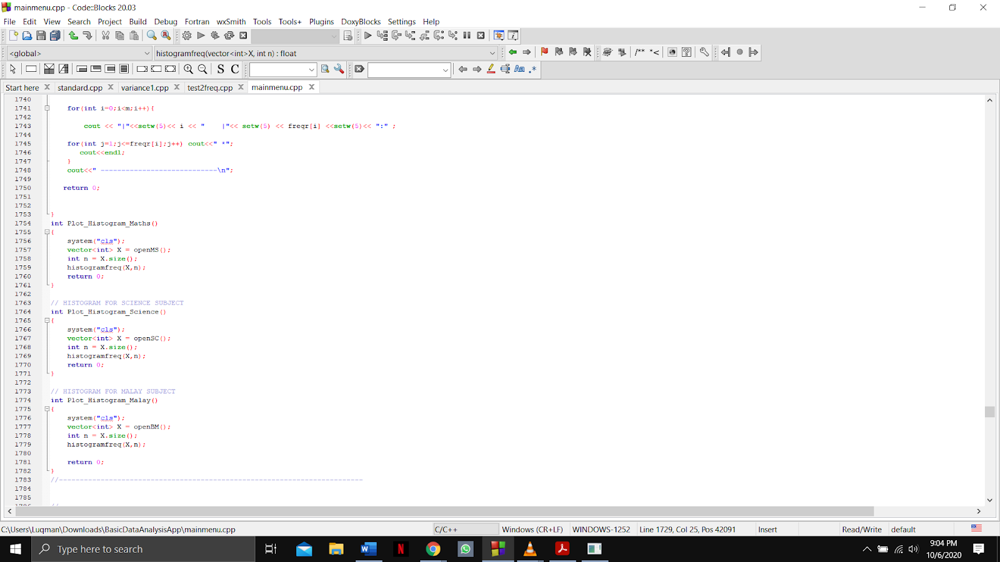 mainmenu.cpp - Code::Blocks 20.03
File Edit View Search Project Build Debug Fortran wxSmith Tools Tools+ Plugins DoxyBlocks Settings Help
<global> histogramfreq(vector<int>X, int n) : float
/** *<
S C Aa .*
Start here standard.cpp variance1.cpp test2freq.cpp mainmenu.cpp
1740
1741 for(int i=0;i<m;i++){
1742
1743 cout << "|"<<setw(5)<< i << "    |"<< setw(5) << freqr[i] <<setw(5)<< ":" ;
1744
1745 for(int j=1;j<=freqr[i];j++) cout<<" *";
1746 cout<<endl;
1747 }
1748 cout<<" ----------------------------\n";
1749
1750 return 0;
1751
1752
1753 }
1754 int Plot_Histogram_Maths()
1755 {
1756 system("cls");
1757 vector<int> X = openMS();
1758 int n = X.size();
1759 histogramfreq(X,n);
1760 return 0;
1761 }
1762
1763 // HISTOGRAM FOR SCIENCE SUBJECT
1764 int Plot_Histogram_Science()
1765 {
1766 system("cls");
1767 vector<int> X = openSC();
1768 int n = X.size();
1769 histogramfreq(X,n);
1770 return 0;
1771 }
1772
1773 // HISTOGRAM FOR MALAY SUBJECT
1774 int Plot_Histogram_Malay()
1775 {
1776 system("cls");
1777 vector<int> X = openBM();
1778 int n = X.size();
1779 histogramfreq(X,n);
1780
1781 return 0;
1782 }
1783 //-------------------------------------------------------------------------
1784
1785
C:\Users\Luqman\Downloads\BasicDataAnalysisApp\mainmenu.cpp C/C++ Windows (CR+LF) WINDOWS-1252 Line 1729, Col 25, Pos 42091 Insert Read/Write default
Type here to search
9:04 PM
10/6/2020